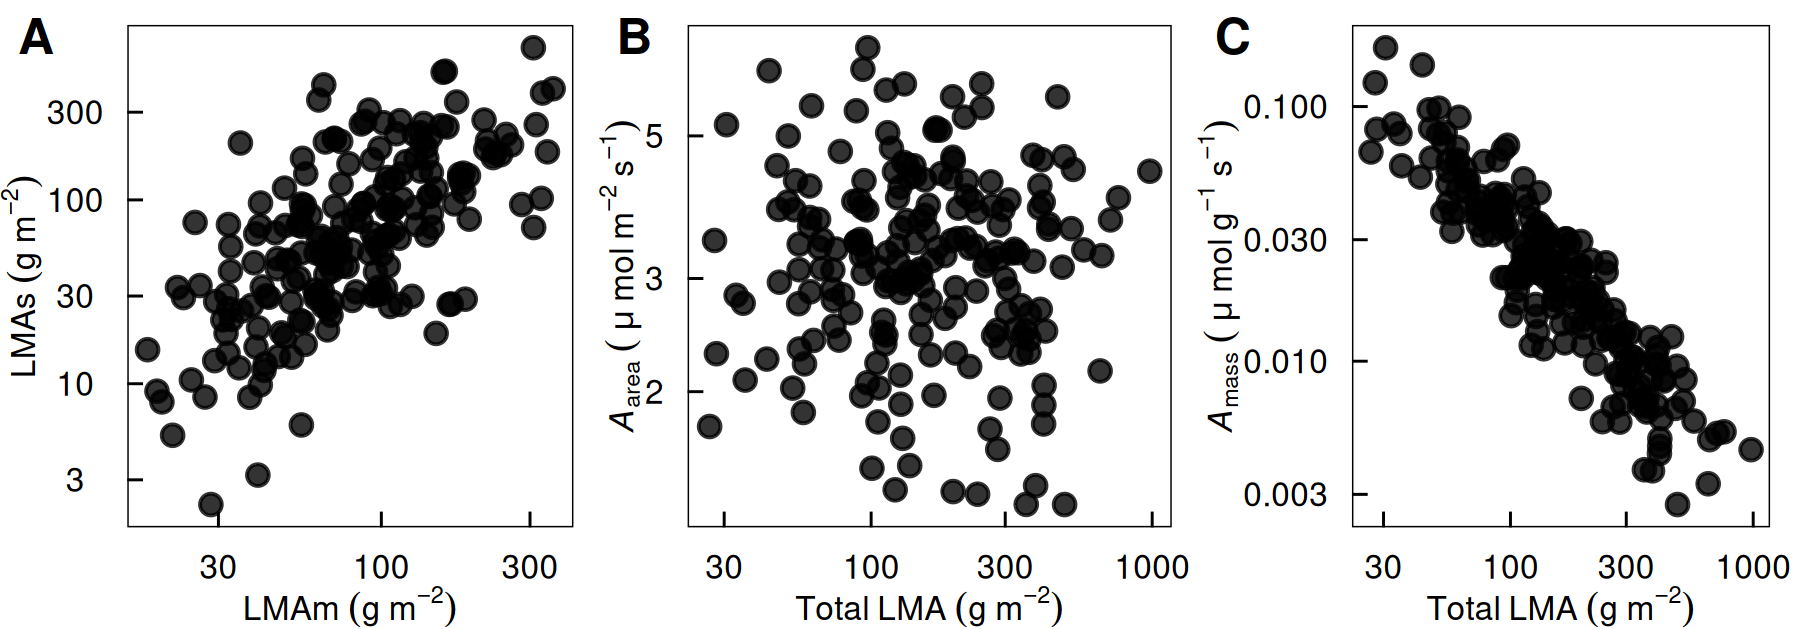 A
LMAs (g m⁻²)
300
100
30
10
3
30 100 300
LMAm (g m⁻²)
B
Aarea ( μ mol m⁻² s⁻¹)
5
3
2
30 100 300 1000
Total LMA (g m⁻²)
C
Amass ( μ mol g⁻¹ s⁻¹)
0.100
0.030
0.010
0.003
30 100 300 1000
Total LMA (g m⁻²)